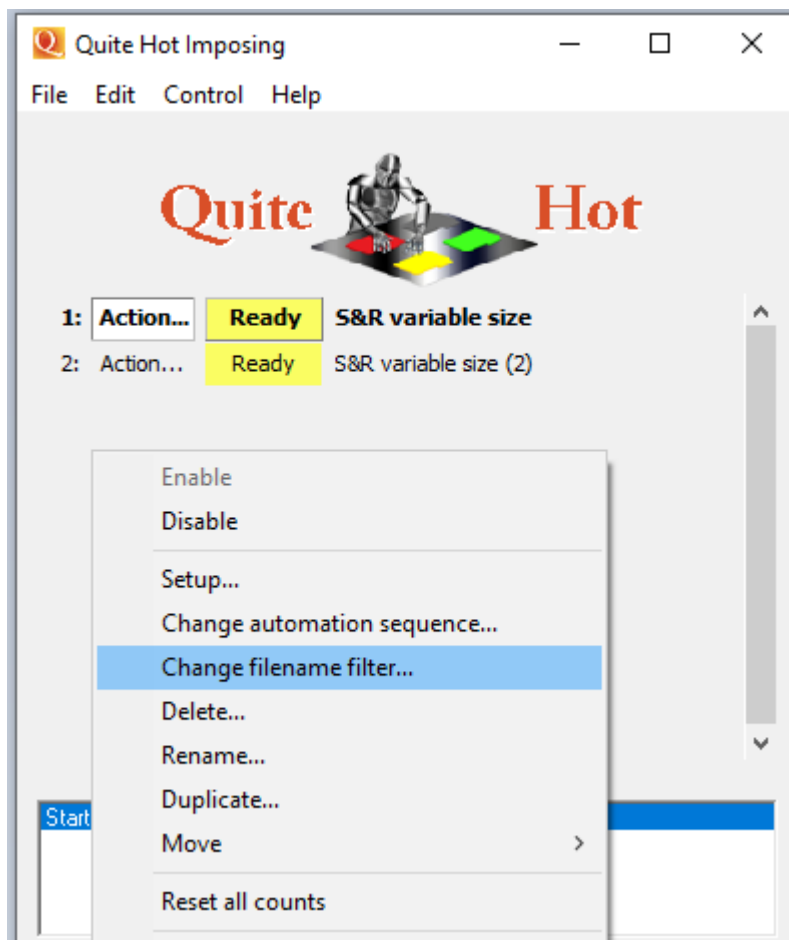 Quite Hot Imposing
File Edit Control Help
Quite Hot
1: Action... Ready S&R variable size
2: Action... Ready S&R variable size (2)
Enable
Disable
Setup...
Change automation sequence...
Change filename filter...
Delete...
Rename...
Duplicate...
Move
Start
Reset all counts